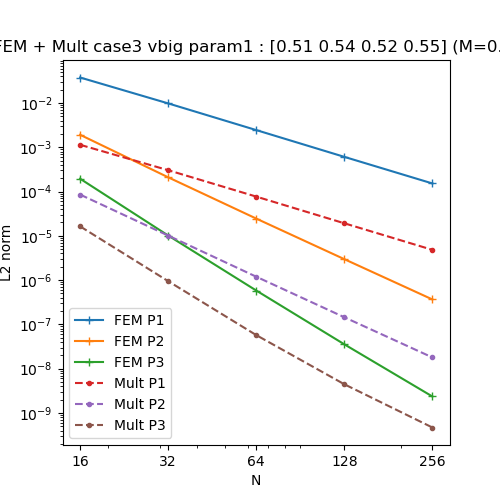 FEM + Mult case3 vbig param1 : [0.51 0.54 0.52 0.55] (M=0.
L2 norm
10⁻²
10⁻³
10⁻⁴
10⁻⁵
10⁻⁶
10⁻⁷
10⁻⁸
10⁻⁹
FEM P1
FEM P2
FEM P3
Mult P1
Mult P2
Mult P3
16 32 64 128 256
N